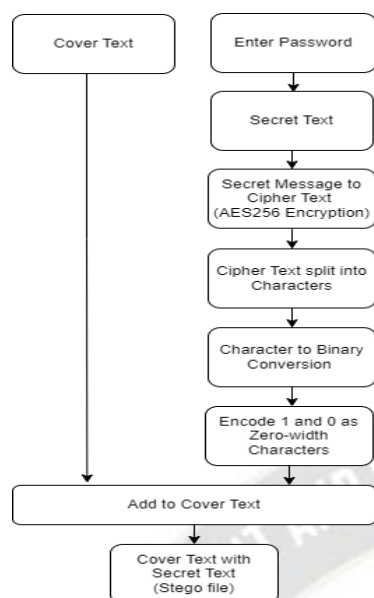 Cover Text
Enter Password
Secret Text
Secret Message to
Cipher Text
(AES256 Encryption)
Cipher Text split into
Characters
Character to Binary
Conversion
Encode 1 and 0 as
Zero-width
Characters
Add to Cover Text
Cover Text with
Secret Text
(Stego file)
AND